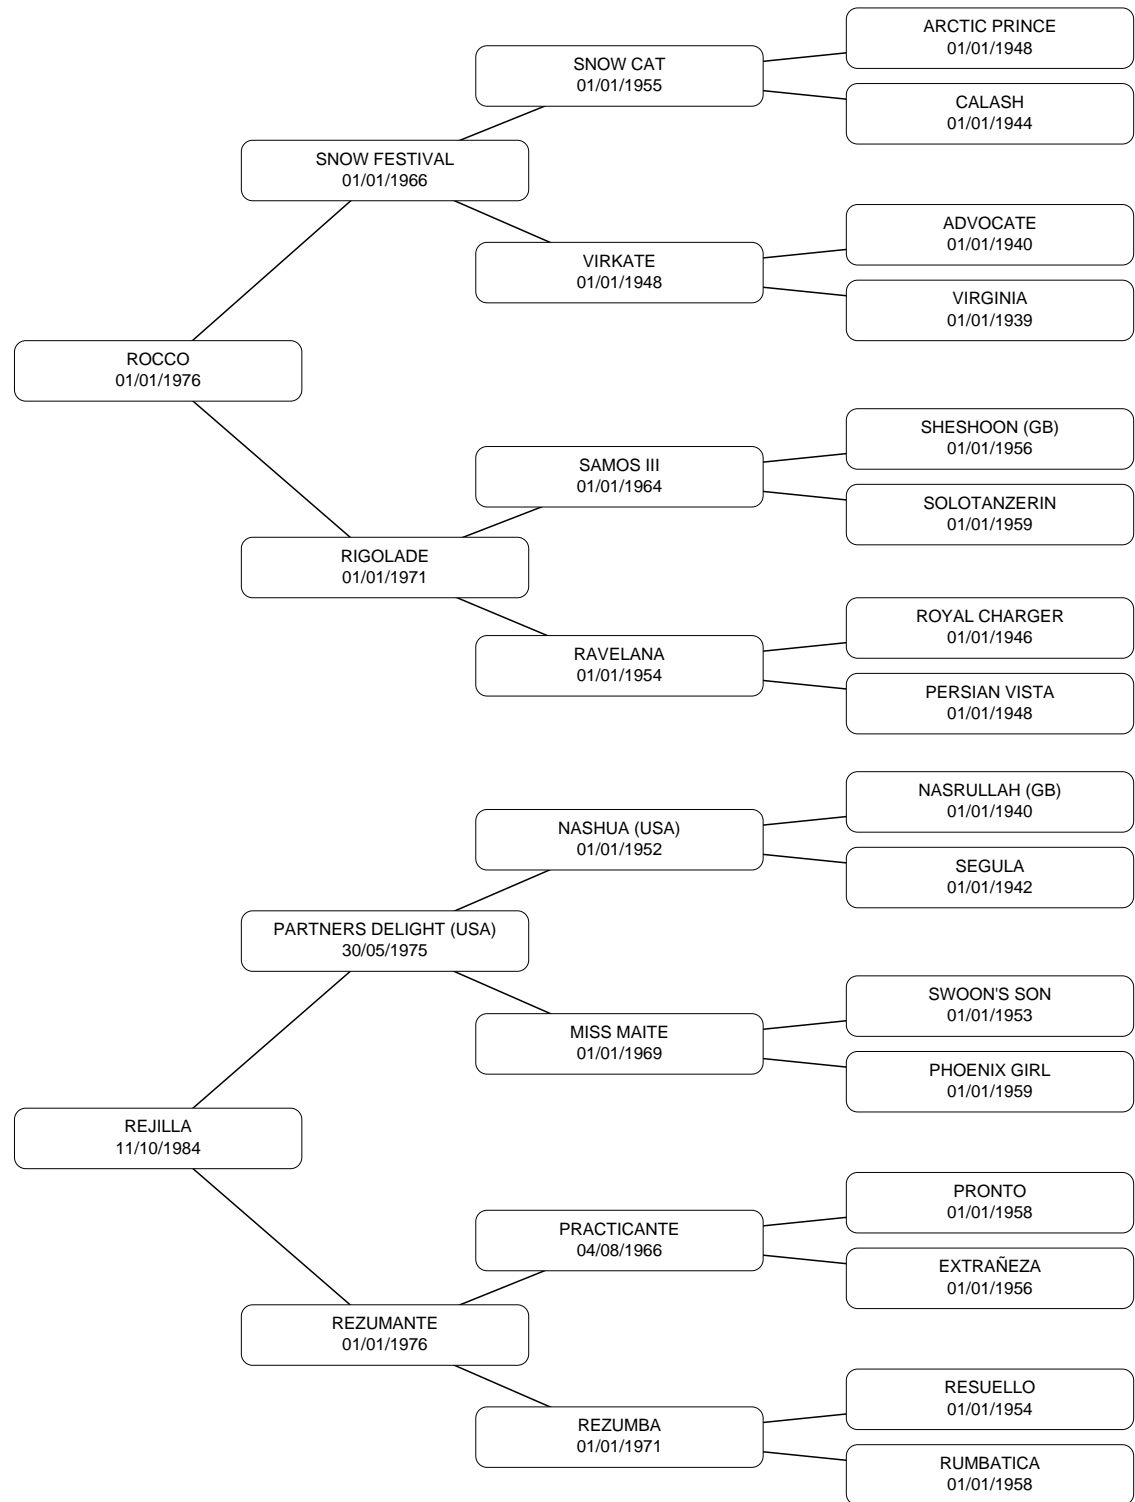 ARCTIC PRINCE
01/01/1948
SNOW CAT
01/01/1955
CALASH
01/01/1944
SNOW FESTIVAL
01/01/1966
ADVOCATE
01/01/1940
VIRKATE
01/01/1948
VIRGINIA
01/01/1939
ROCCO
01/01/1976
SHESHOON (GB)
01/01/1956
SAMOS III
01/01/1964
SOLOTANZERIN
01/01/1959
RIGOLADE
01/01/1971
ROYAL CHARGER
01/01/1946
RAVELANA
01/01/1954
PERSIAN VISTA
01/01/1948
NASRULLAH (GB)
01/01/1940
NASHUA (USA)
01/01/1952
SEGULA
01/01/1942
PARTNERS DELIGHT (USA)
30/05/1975
SWOON'S SON
01/01/1953
MISS MAITE
01/01/1969
PHOENIX GIRL
01/01/1959
REJILLA
11/10/1984
PRONTO
01/01/1958
PRACTICANTE
04/08/1966
EXTRAÑEZA
01/01/1956
REZUMANTE
01/01/1976
RESUELLO
01/01/1954
REZUMBA
01/01/1971
RUMBATICA
01/01/1958